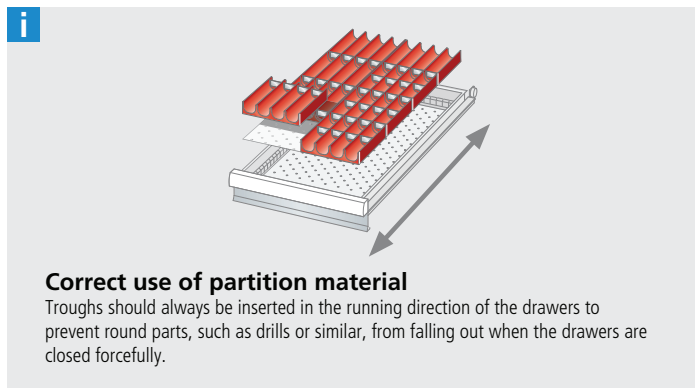 i
Correct use of partition material
Troughs should always be inserted in the running direction of the drawers to
prevent round parts, such as drills or similar, from falling out when the drawers are
closed forcefully.